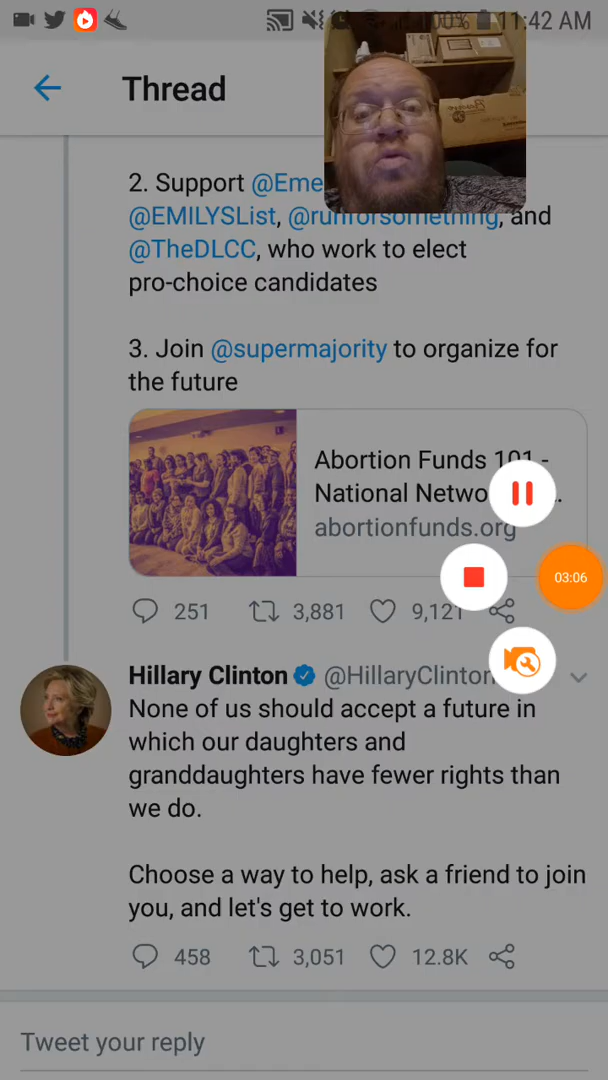 100% 11:42 AM
Thread
2. Support @Eme
@EMILYSList, @runforsomething, and
@TheDLCC, who work to elect
pro-choice candidates
3. Join @supermajority to organize for
the future
Abortion Funds 101 -
National Netwo
abortionfunds.org
03:06
251 3,881 9,121
Hillary Clinton @HillaryClinton
None of us should accept a future in
which our daughters and
granddaughters have fewer rights than
we do.
Choose a way to help, ask a friend to join
you, and let's get to work.
458 3,051 12.8K
Tweet your reply